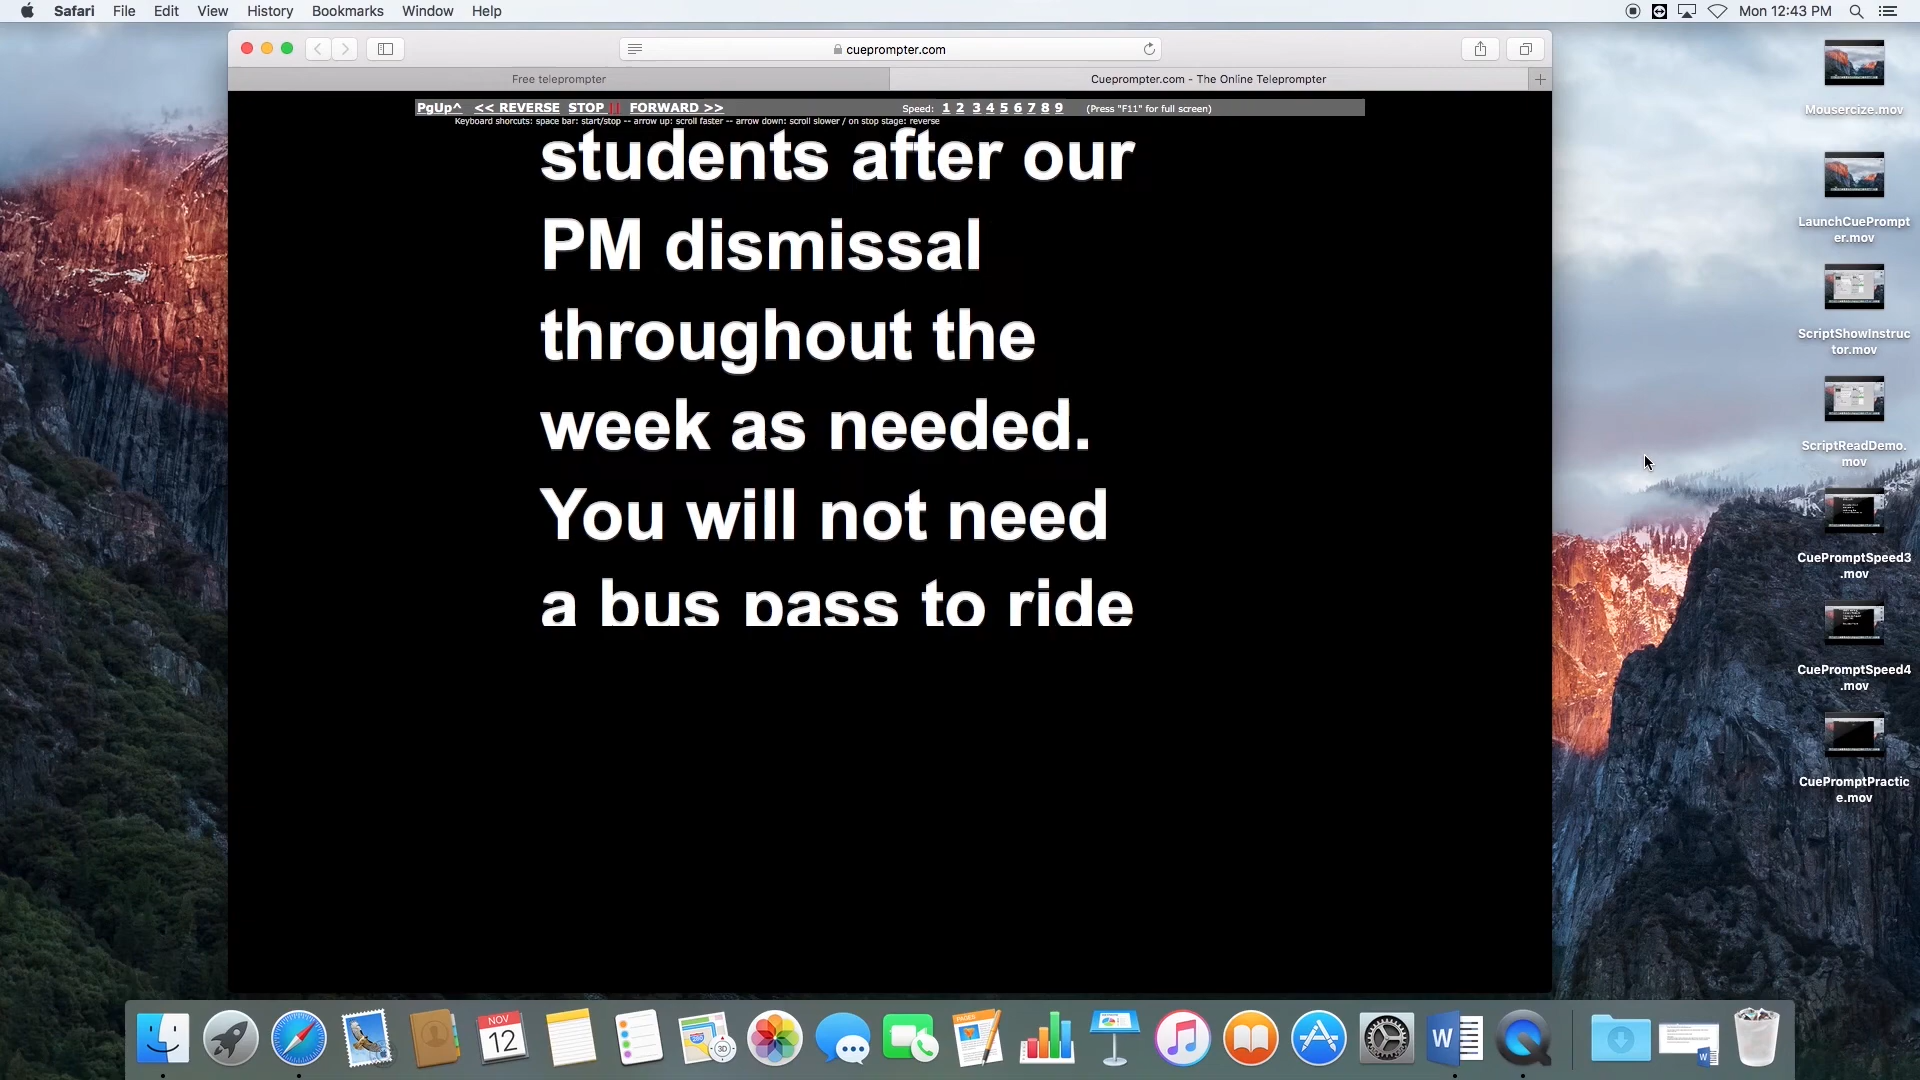 Safari File Edit View History Bookmarks Window Help
Mon 12:43 PM
cueprompter.com
Free teleprompter
Cueprompter.com - The Online Teleprompter
PgUp^ << REVERSE STOP || FORWARD >> Speed: 1 2 3 4 5 6 7 8 9 (Press "F11" for full screen)
Keyboard shorcuts: space bar: start/stop -- arrow up: scroll faster -- arrow down: scroll slower / on stop stage: reverse
students after our
PM dismissal
throughout the
week as needed.
You will not need
a bus pass to ride
Mousercize.mov
LaunchCuePrompt
er.mov
ScriptShowInstruc
tor.mov
ScriptReadDemo.
mov
CuePromptSpeed3
.mov
CuePromptSpeed4
.mov
CuePromptPractic
e.mov
NOV
12
PAGES
W